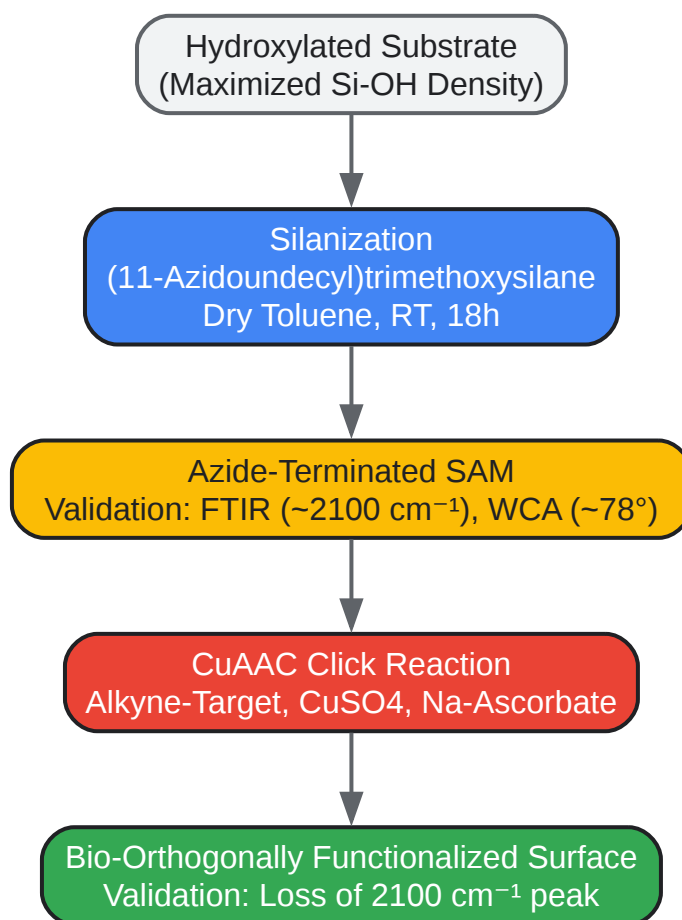 Hydroxylated Substrate
(Maximized Si-OH Density)
Silanization
(11-Azidoundecyl)trimethoxysilane
Dry Toluene, RT, 18h
Azide-Terminated SAM
Validation: FTIR (~2100 cm⁻¹), WCA (~78°)
CuAAC Click Reaction
Alkyne-Target, CuSO4, Na-Ascorbate
Bio-Orthogonally Functionalized Surface
Validation: Loss of 2100 cm⁻¹ peak